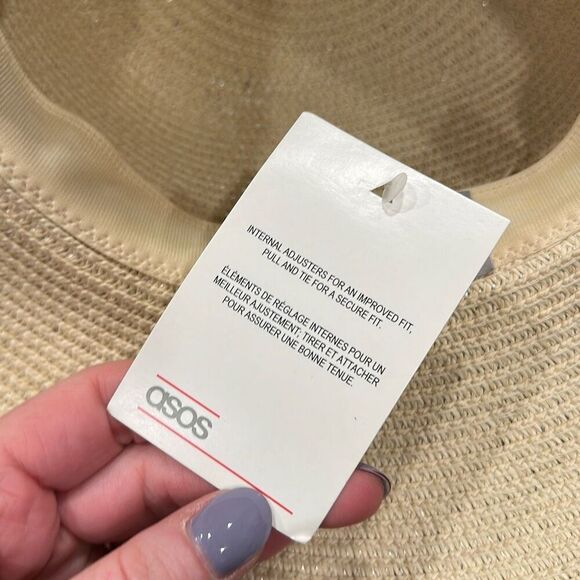 INTERNAL ADJUSTERS FOR AN IMPROVED FIT,
PULL AND TIE FOR A SECURE FIT.
ÉLÉMENTS DE RÉGLAGE INTERNES POUR UN
MEILLEUR AJUSTEMENT; TIRER ET ATTACHER
POUR ASSURER UNE BONNE TENUE.
asos